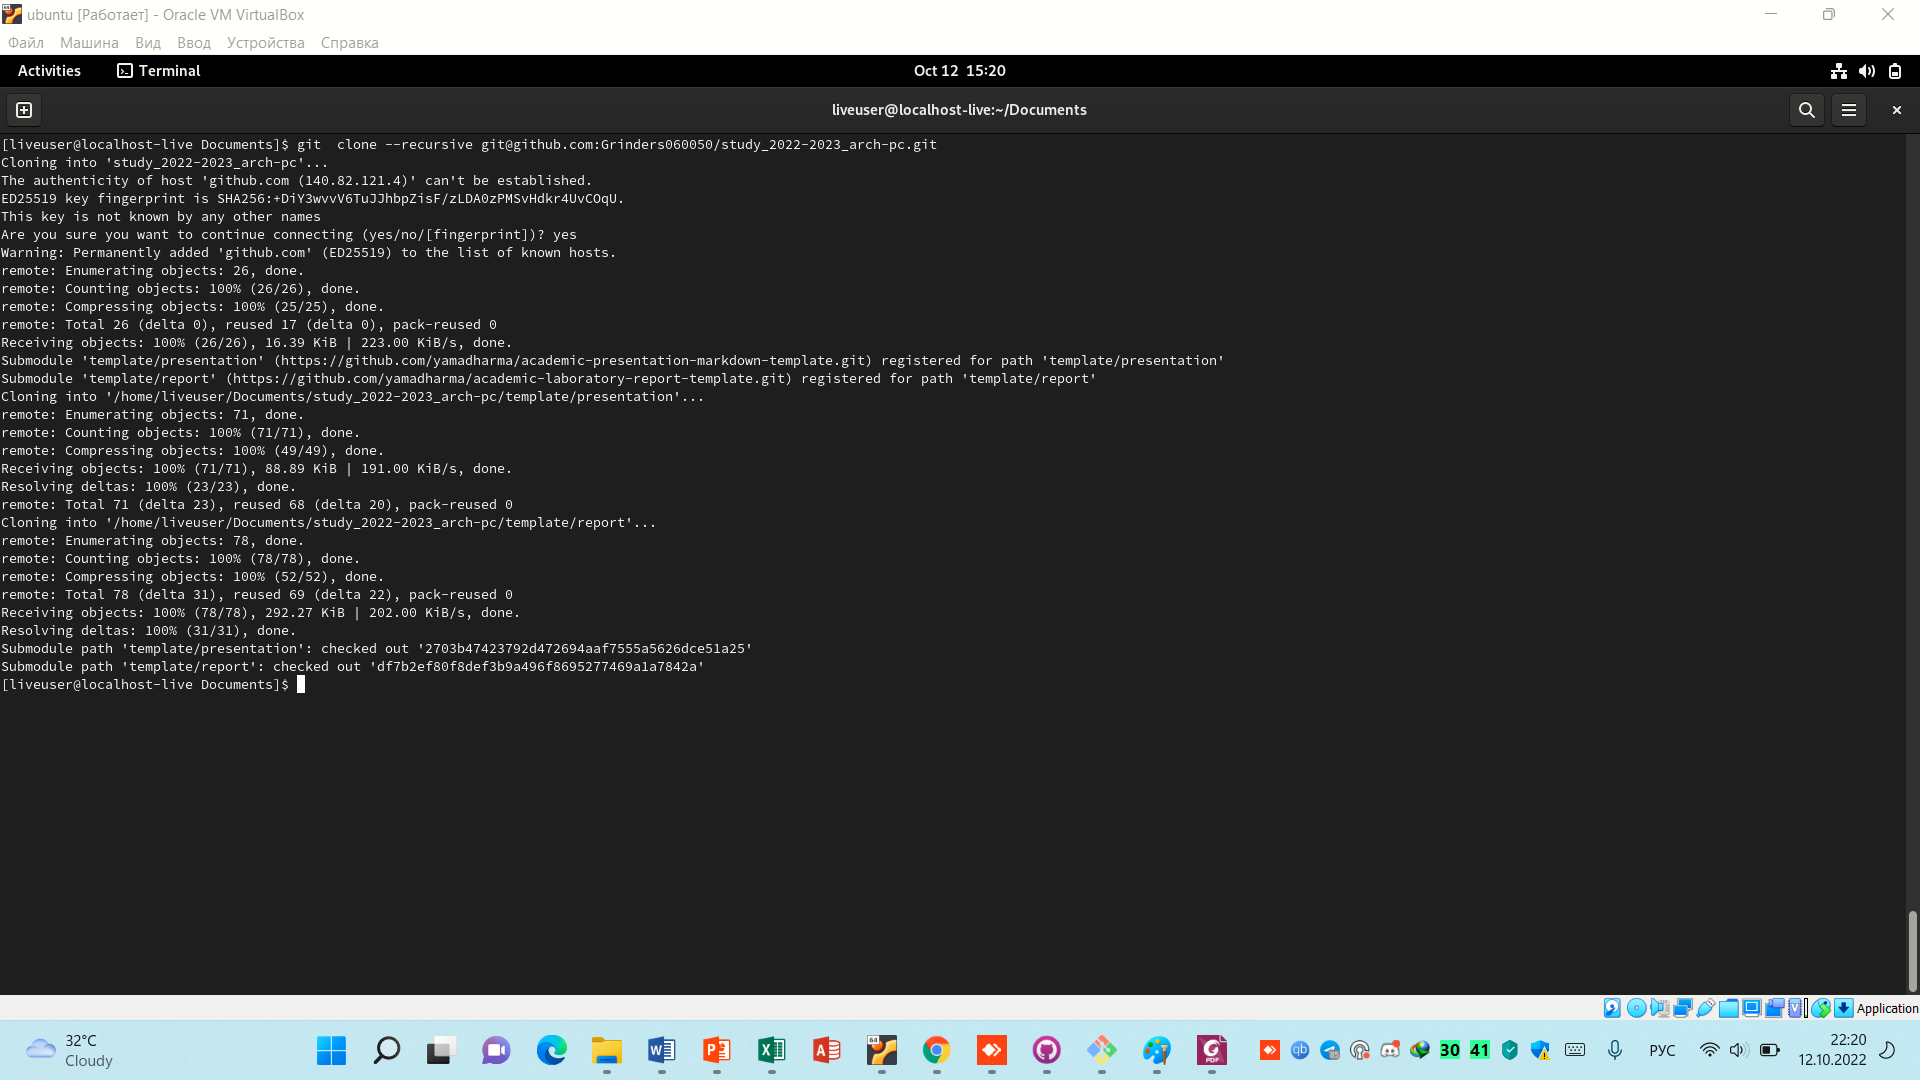 ubuntu [Работает] - Oracle VM VirtualBox
Файл Машина Вид Ввод Устройства Справка
Activities Terminal Oct 12 15:20
liveuser@localhost-live:~/Documents
[liveuser@localhost-live Documents]$ git  clone --recursive git@github.com:Grinders060050/study_2022-2023_arch-pc.git
Cloning into 'study_2022-2023_arch-pc'...
The authenticity of host 'github.com (140.82.121.4)' can't be established.
ED25519 key fingerprint is SHA256:+DiY3wvvV6TuJJhbpZisF/zLDA0zPMSvHdkr4UvCOqU.
This key is not known by any other names
Are you sure you want to continue connecting (yes/no/[fingerprint])? yes
Warning: Permanently added 'github.com' (ED25519) to the list of known hosts.
remote: Enumerating objects: 26, done.
remote: Counting objects: 100% (26/26), done.
remote: Compressing objects: 100% (25/25), done.
remote: Total 26 (delta 0), reused 17 (delta 0), pack-reused 0
Receiving objects: 100% (26/26), 16.39 KiB | 223.00 KiB/s, done.
Submodule 'template/presentation' (https://github.com/yamadharma/academic-presentation-markdown-template.git) registered for path 'template/presentation'
Submodule 'template/report' (https://github.com/yamadharma/academic-laboratory-report-template.git) registered for path 'template/report'
Cloning into '/home/liveuser/Documents/study_2022-2023_arch-pc/template/presentation'...
remote: Enumerating objects: 71, done.
remote: Counting objects: 100% (71/71), done.
remote: Compressing objects: 100% (49/49), done.
Receiving objects: 100% (71/71), 88.89 KiB | 191.00 KiB/s, done.
Resolving deltas: 100% (23/23), done.
remote: Total 71 (delta 23), reused 68 (delta 20), pack-reused 0
Cloning into '/home/liveuser/Documents/study_2022-2023_arch-pc/template/report'...
remote: Enumerating objects: 78, done.
remote: Counting objects: 100% (78/78), done.
remote: Compressing objects: 100% (52/52), done.
remote: Total 78 (delta 31), reused 69 (delta 22), pack-reused 0
Receiving objects: 100% (78/78), 292.27 KiB | 202.00 KiB/s, done.
Resolving deltas: 100% (31/31), done.
Submodule path 'template/presentation': checked out '2703b47423792d472694aaf7555a5626dce51a25'
Submodule path 'template/report': checked out 'df7b2ef80f8def3b9a496f8695277469a1a7842a'
[liveuser@localhost-live Documents]$
Application
32°C
Cloudy
30 41 РУС
22:20
12.10.2022